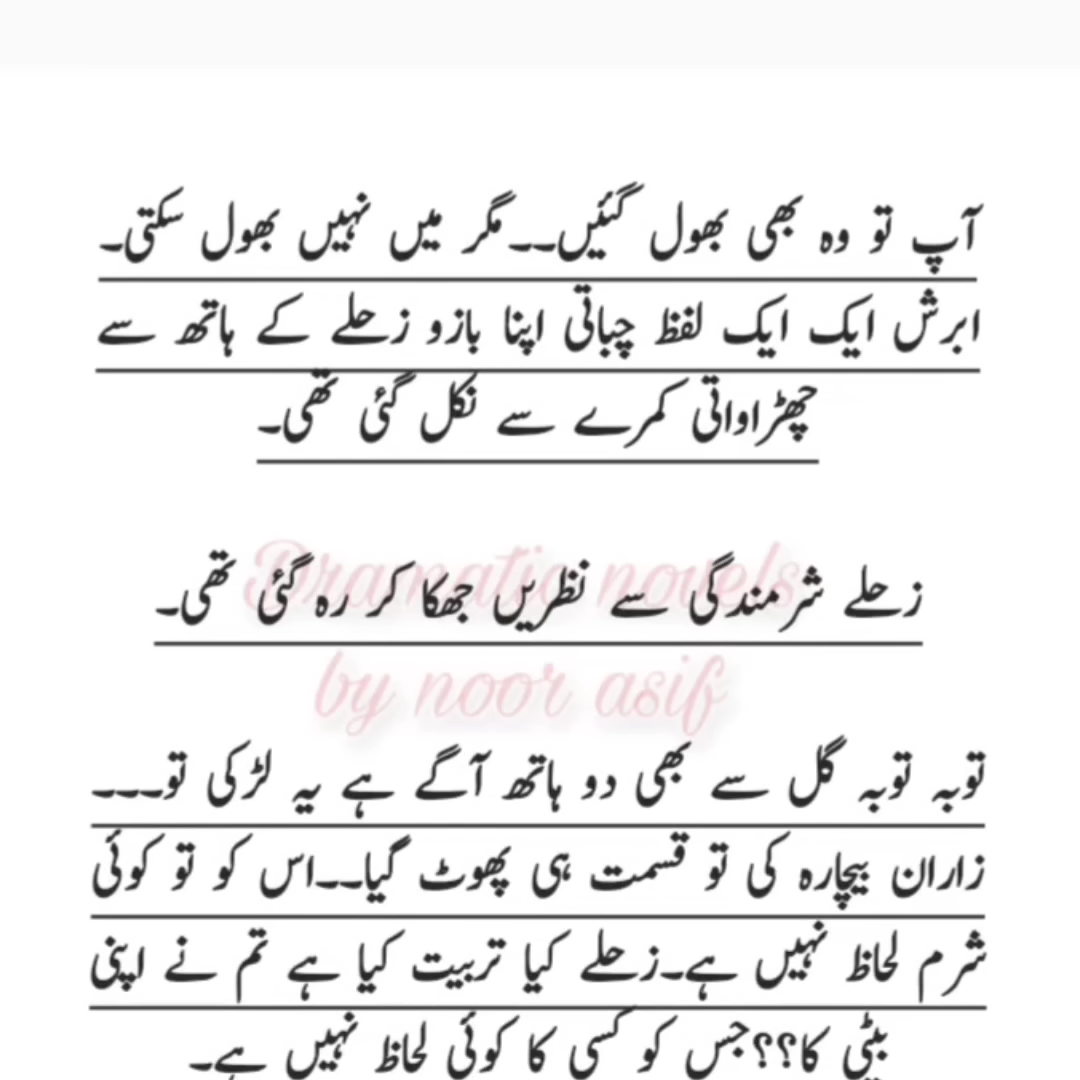 آپ تو وہ بھی بھول گئیں۔۔مگر میں نہیں بھول سکتی۔
ابرش ایک ایک لفظ چباتی اپنا بازو زحلے کے ہاتھ سے
چھڑاواتی کمرے سے نکل گئی تھی۔
زحلے شرمندگی سے نظریں جھکا کر رہ گئی تھی۔
Dramatic novels
by noor asif
توبہ توبہ گل سے بھی دو ہاتھ آگے ہے یہ لڑکی تو۔۔۔
زاران بیچارہ کی تو قسمت ہی پھوٹ گیا۔۔اس کو تو کوئی
شرم لحاظ نہیں ہے۔زحلے کیا تربیت کیا ہے تم نے اپنی
بیٹی کا؟؟جس کو کسی کا کوئی لحاظ نہیں ہے۔